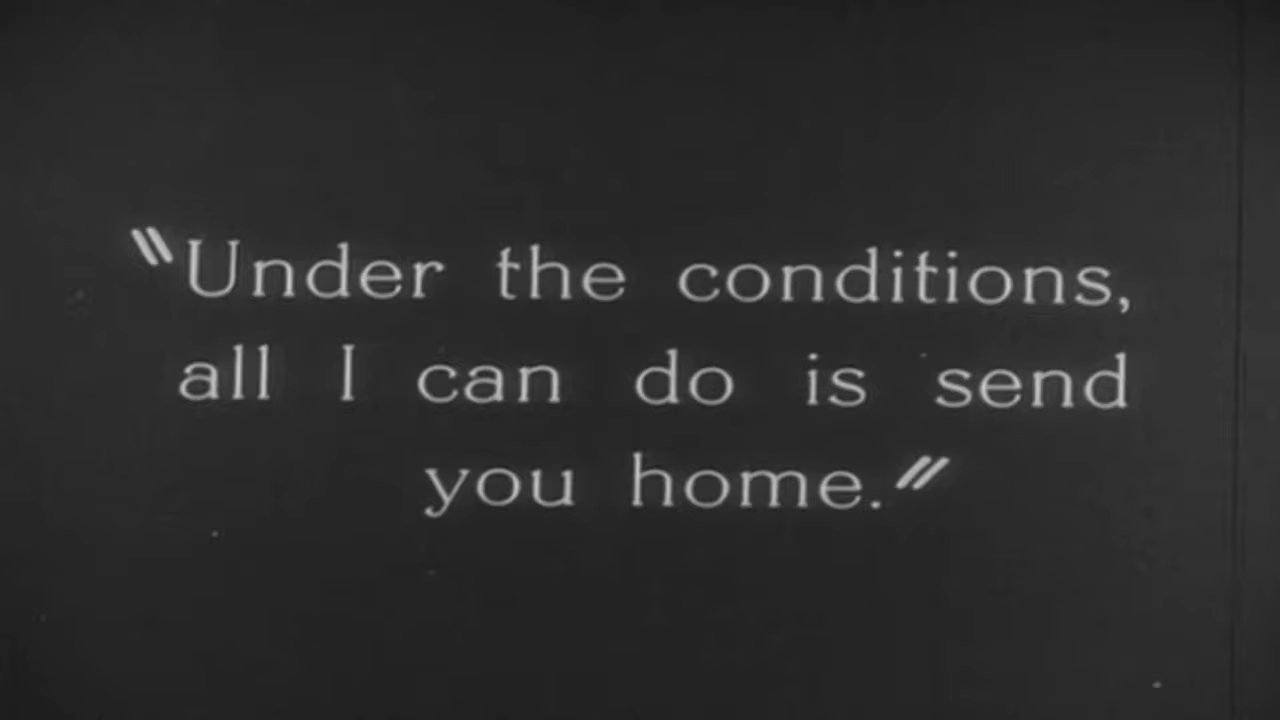 "Under the conditions,
all I can do is send
you home."